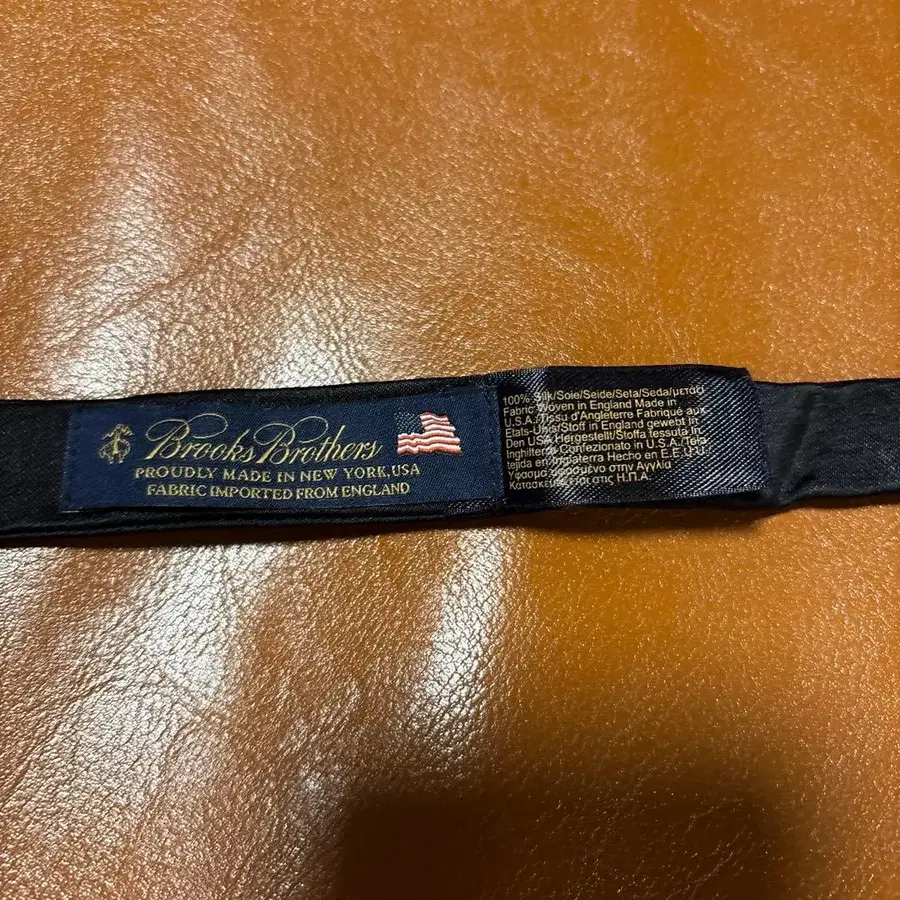 Brooks Brothers
PROUDLY MADE IN NEW YORK, USA
FABRIC IMPORTED FROM ENGLAND
100% Silk/Soie/Seide/Seta/Seda/μετάξι
Fabric Woven in England Made in
U.S.A./Tissu d'Angleterre Fabriqué aux
Etats-Unis/Stoff in England gewebt in
Den USA Hergestellt/Stoffa tessuta in
Inghilterra Confezionato in U.S.A./Tela
tejida en Inglaterra Hecho en E.E.U.U.
Υφασμα υφασμένο στην Αγγλία
Κατασκευάζεται στις Η.Π.Α.